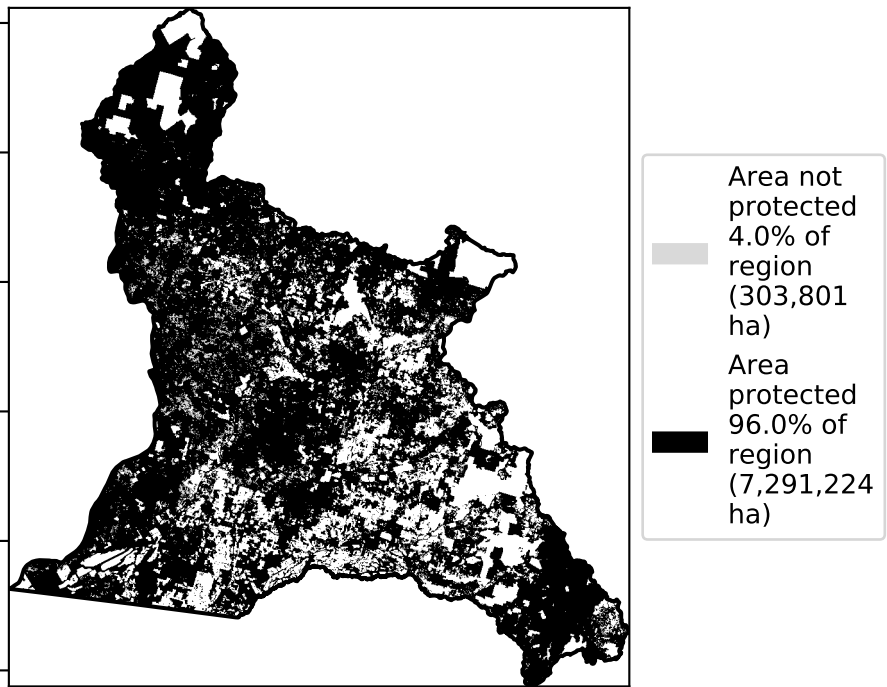 Area not
protected
4.0% of
region
(303,801
ha)
Area
protected
96.0% of
region
(7,291,224
ha)